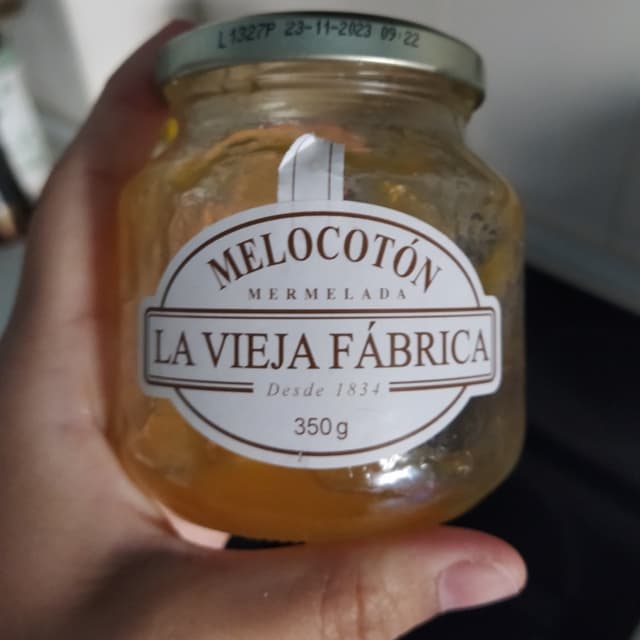 L1327P 23-11-2023 09:22
MELOCOTÓN
MERMELADA
LA VIEJA FÁBRICA
Desde 1834
350g